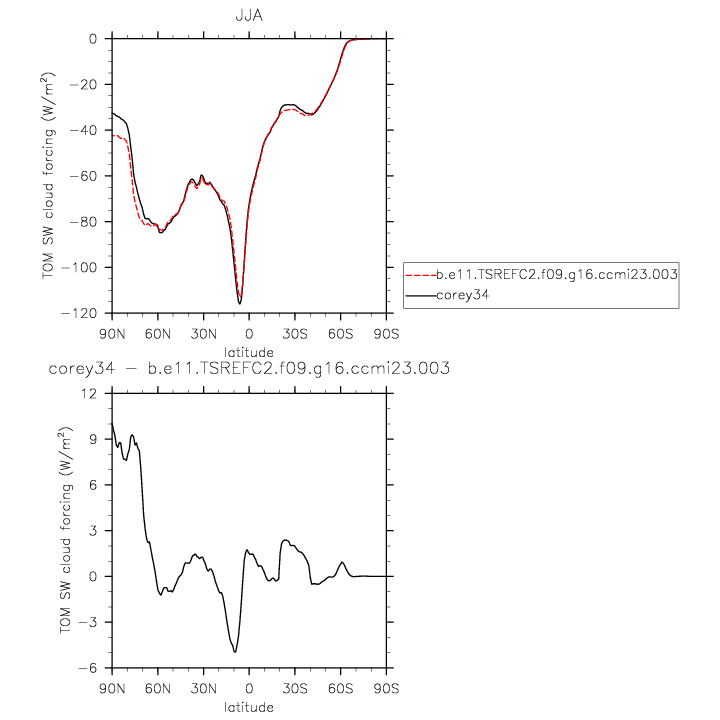 JJA
TOM SW cloud forcing (W/m²)
0
−20
−40
−60
−80
−100
−120
90N 60N 30N 0 30S 60S 90S
latitude
b.e11.TSREFC2.f09.g16.ccmi23.003
corey34
corey34 − b.e11.TSREFC2.f09.g16.ccmi23.003
TOM SW cloud forcing (W/m²)
12
9
6
3
0
−3
−6
90N 60N 30N 0 30S 60S 90S
latitude